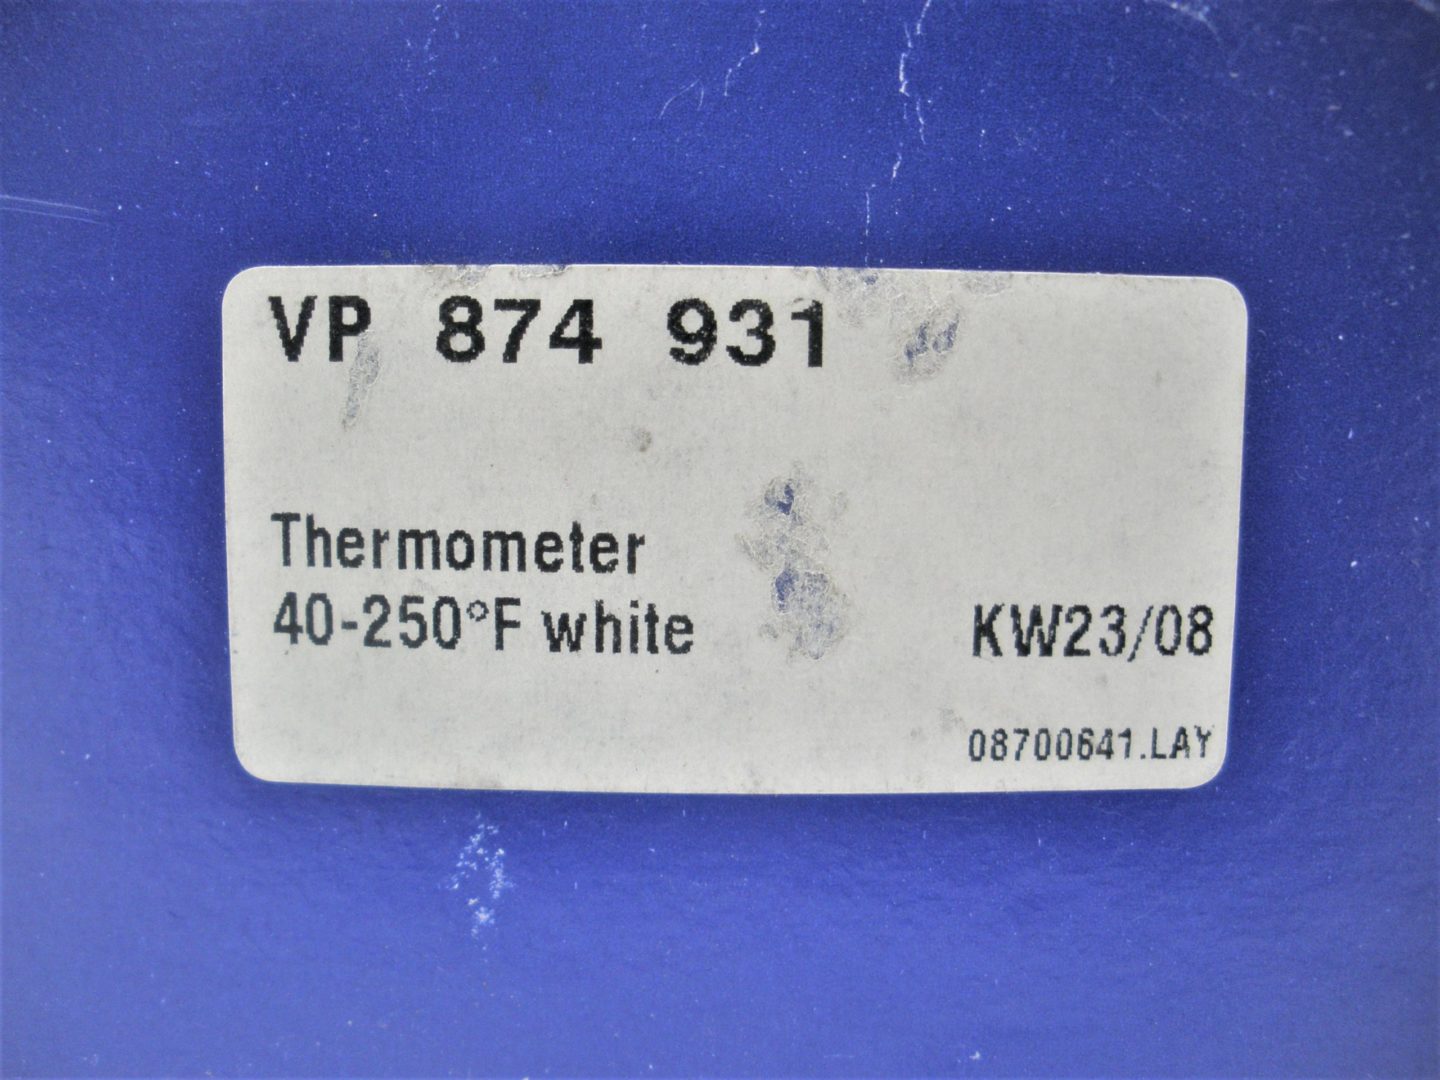 VP 874 931
Thermometer
40-250°F white
KW23/08
08700641.LAY